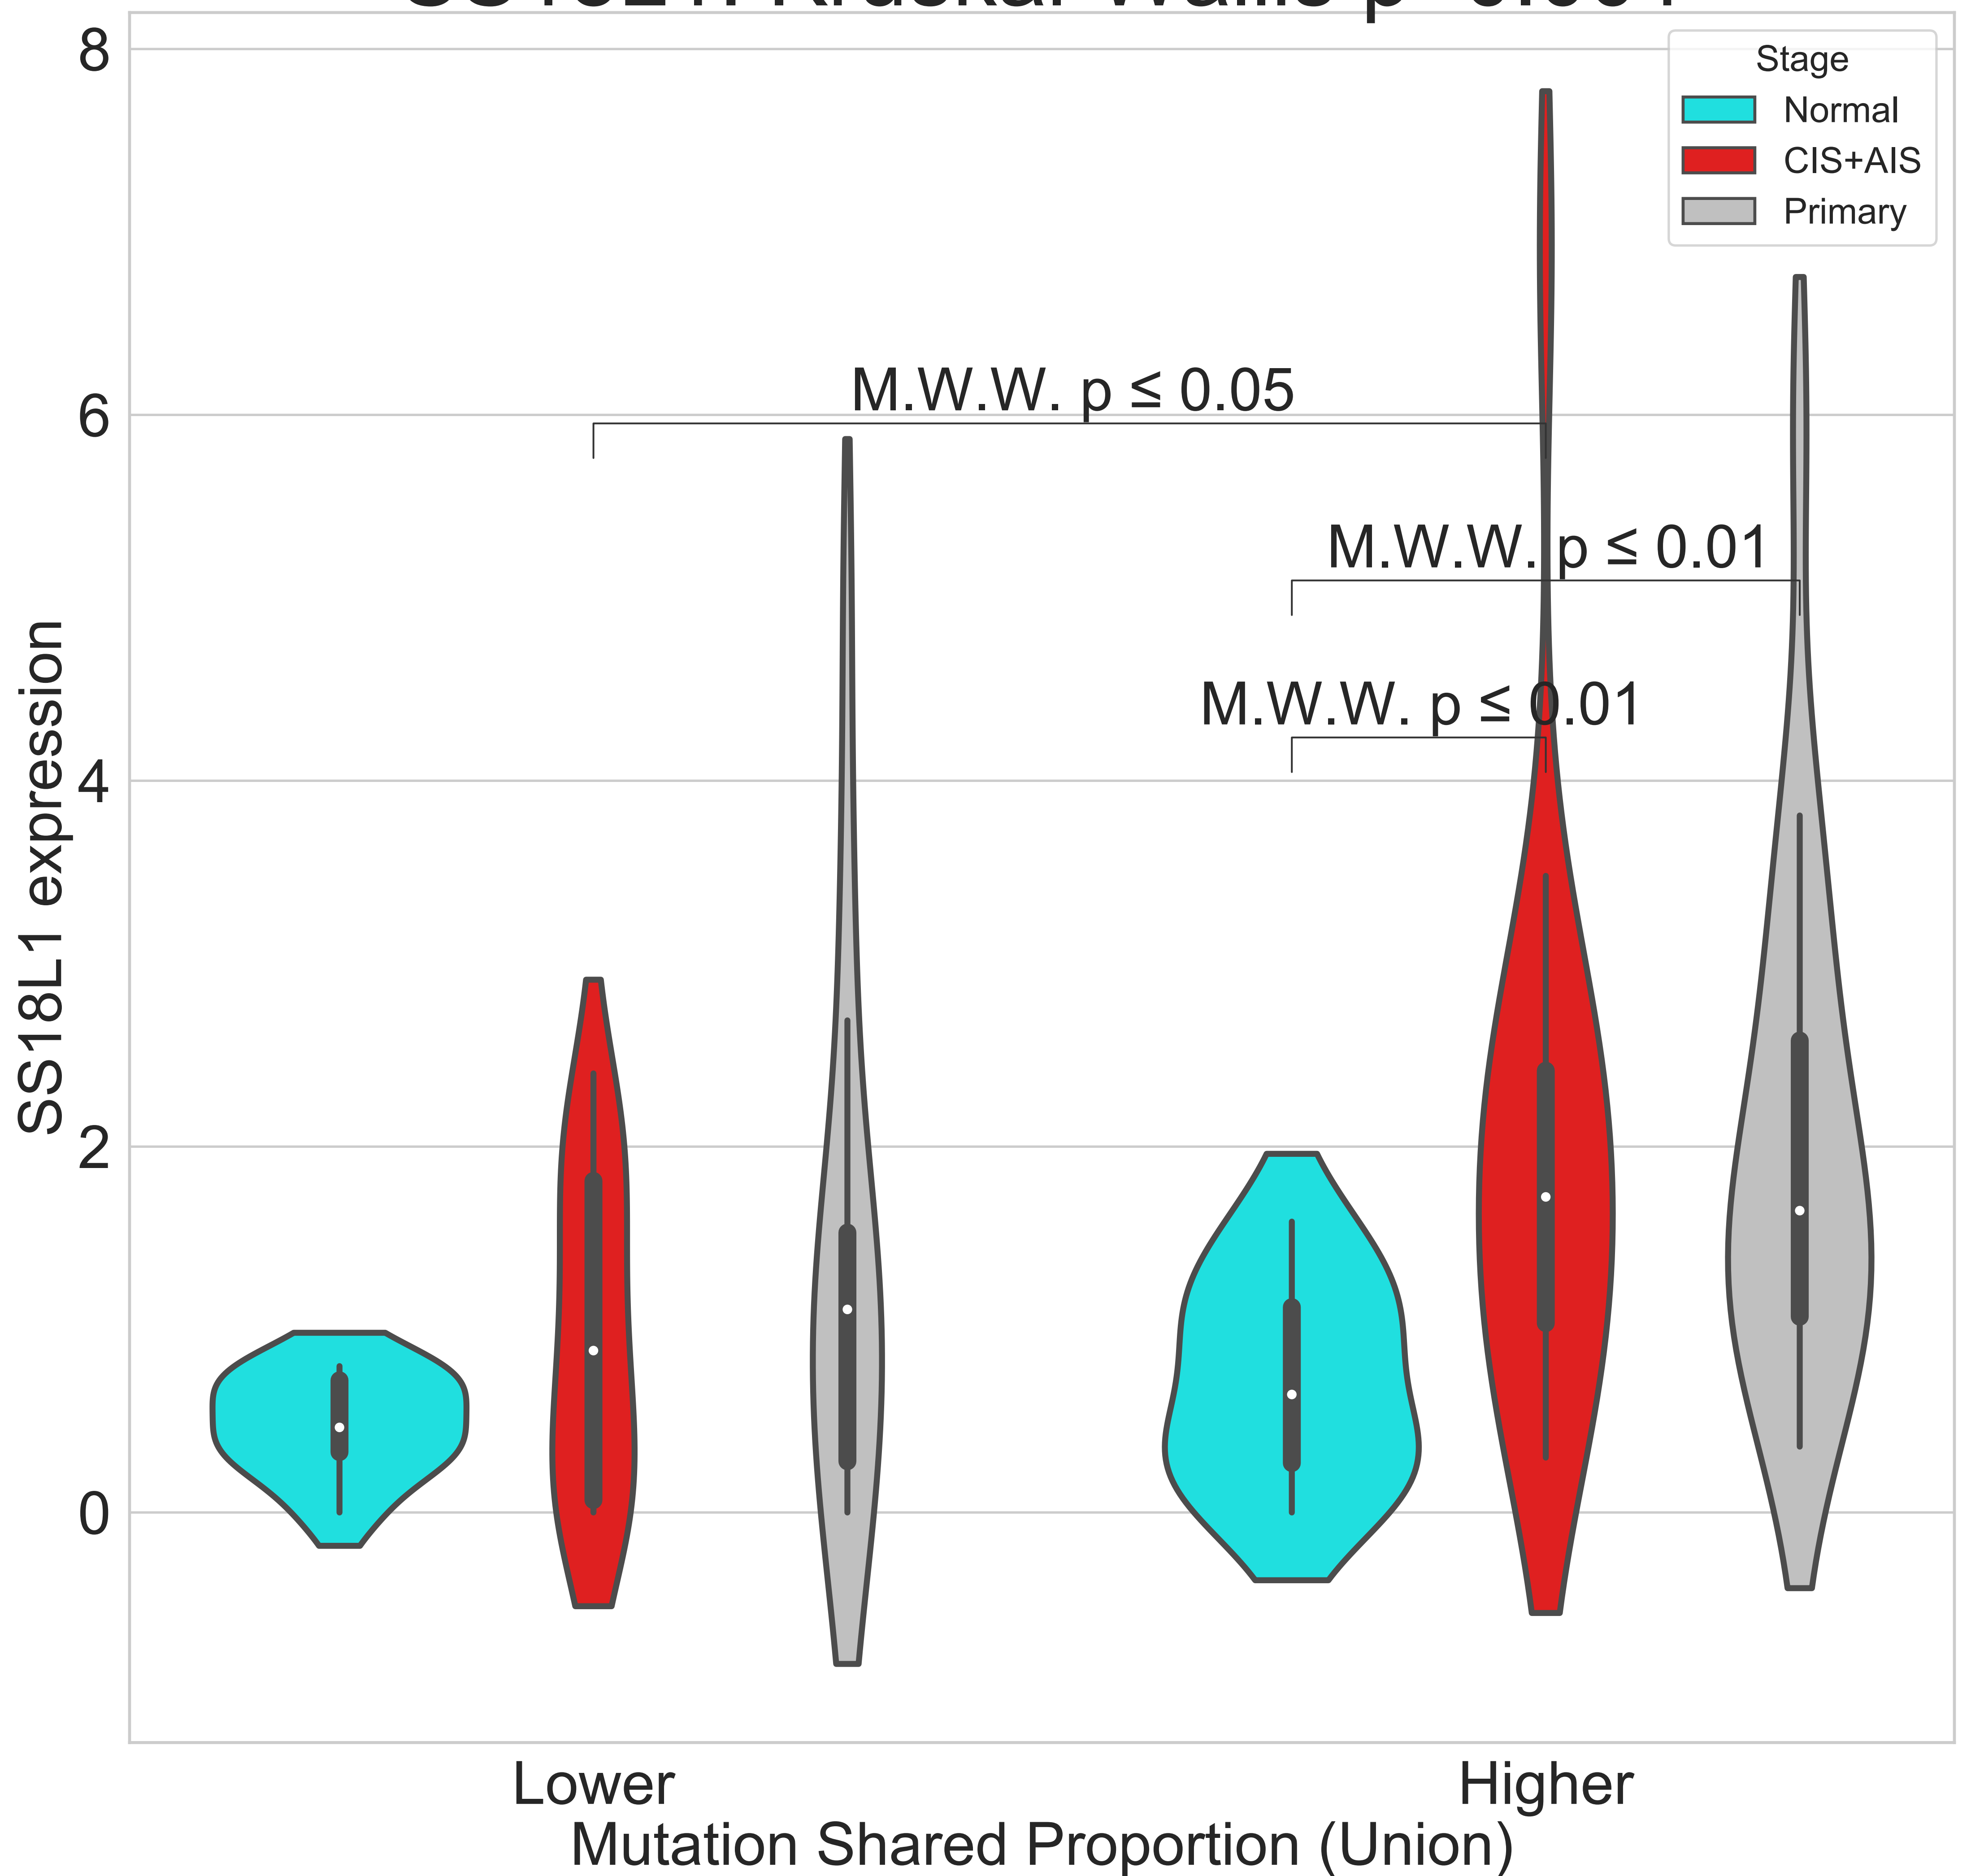 8
6
4
2
0
SS18L1 expression
Stage
Normal
CIS+AIS
Primary
M.W.W. p ≤ 0.05
M.W.W. p ≤ 0.01
M.W.W. p ≤ 0.01
Lower
Higher
Mutation Shared Proportion (Union)